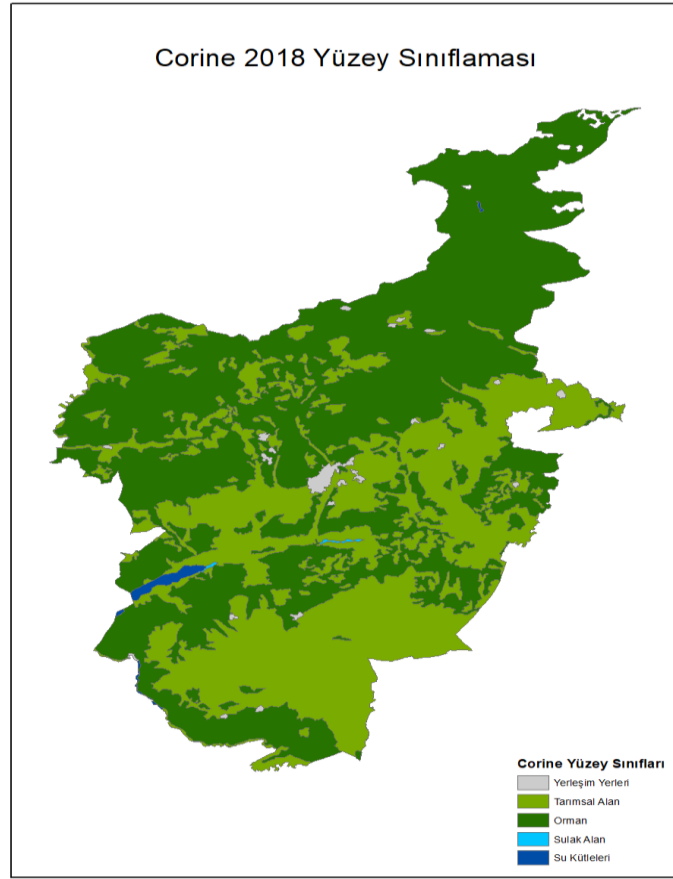 Corine 2018 Yüzey Sınıflaması
Corine Yüzey Sınıfları
Yerleşim Yerleri
Tarımsal Alan
Orman
Sulak Alan
Su Kütleleri